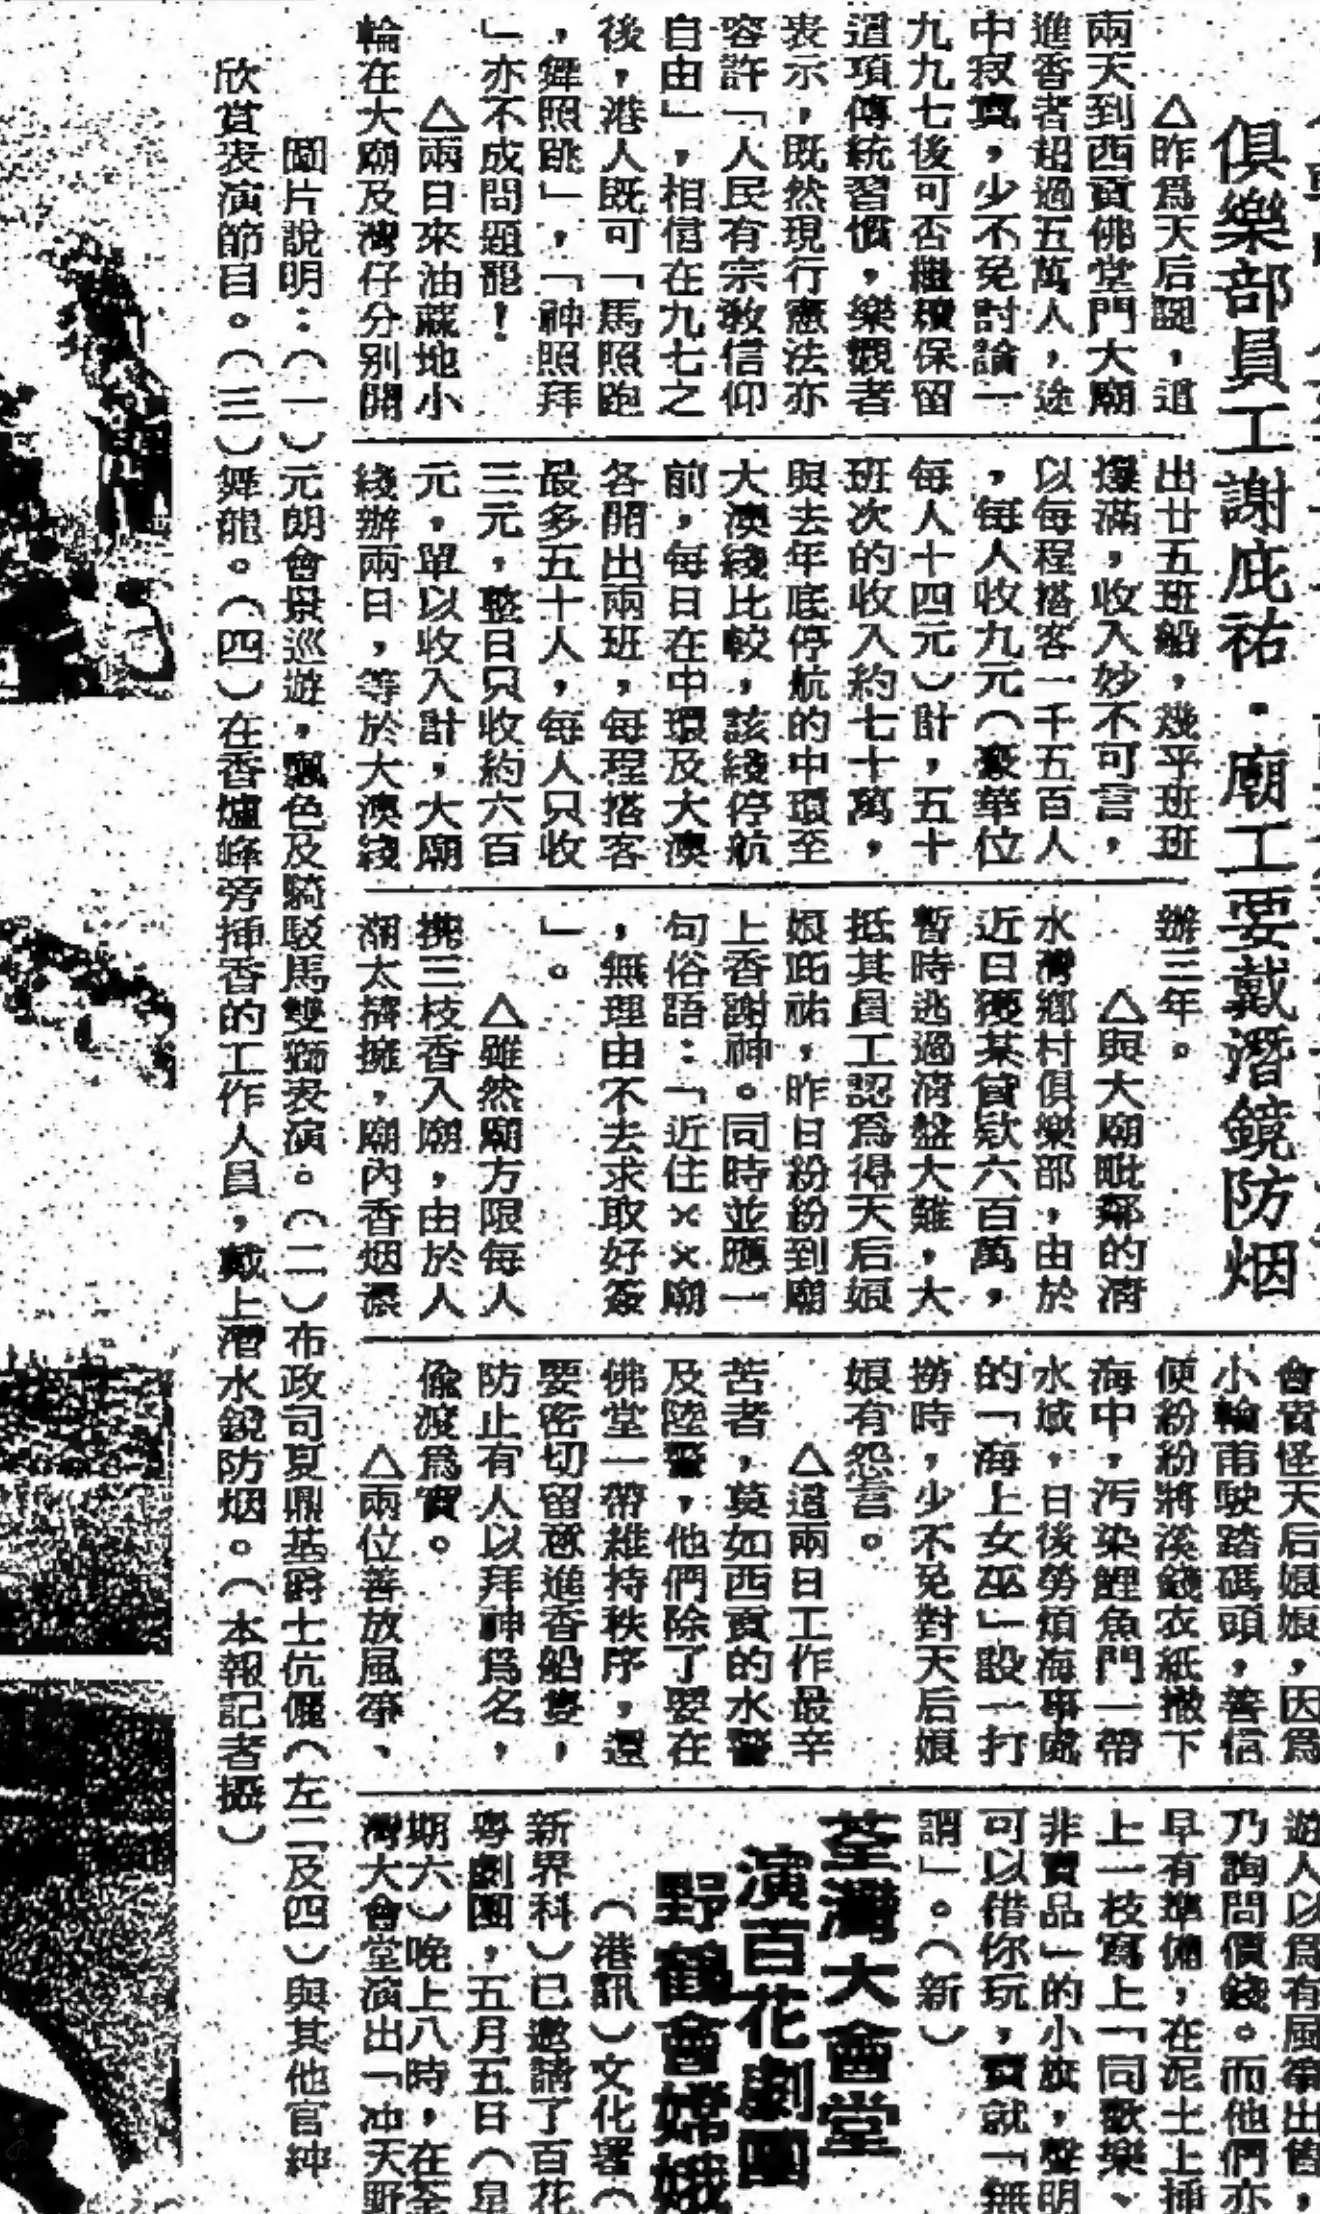 俱樂部員工謝庇祐·廟工要戴潛鏡防烟
△昨爲天后誕，這
兩天到西貢佛堂門大廟
進香者超過五萬人，途
中寂寞，少不免討論一
九九七後可否繼續保留
這項傳統習慣，樂觀者
表示，既然現行憲法亦
容許「人民有宗教信仰
自由」，相信在九七之
後，港人既可「馬照跑
，舞照跳」，「神照拜
」亦不成問題罷！
△兩日來油蔴地小
輪在大廟及灣仔分別開
出廿五班船，幾乎班班
爆滿，收入妙不可言，
以每程搭客一千五百人
，每人收九元（豪華位
每人十四元）計，五十
班次的收入約七十萬，
與去年底停航的中環至
大澳綫比較，該綫停航
前，每日在中環及大澳
各開出兩班，每程搭客
最多五十人，每人只收
三元，整日只收約六百
元，單以收入計，大廟
綫辦兩日，等於大澳綫
辦三年。
△與大廟毗鄰的清
水灣鄉村俱樂部，由於
近日獲某貸欵六百萬，
暫時逃過清盤大難，大
抵其員工認爲得天后娘
娘庇祐，昨日紛紛到廟
上香謝神。同時並應一
句俗語：「近住××廟
，無理由不去求取好簽
」。
△雖然廟方限每人
携三枝香入廟，由於人
潮太擠擁，廟內香烟濃
會責怪天后娘娘，因爲
小輪甫駛踏碼頭，善信
便紛紛將溪錢衣紙撒下
海中，污染鯉魚門一帶
水域，日後勞煩海事處
的「海上女巫」設一打
撈時，少不免對天后娘
娘有怨言。
△這兩日工作最辛
苦者，莫如西貢的水警
及陸警，他們除了要在
佛堂一帶維持秩序，還
要密切留意進香船隻，
防止有人以拜神爲名，
偸渡爲實。
△兩位善放風箏、
遊人以爲有風箏出售，
乃詢問價錢。而他們亦
早有準備，在泥土上插
上一枝寫上「同歡樂、
非賣品」的小旗，聲明
可以借你玩，賣就「無
謂」。（新）
荃灣大會堂
演百花劇團
野鶴會嫦娥
（港訊）文化署（
新界科）已邀請了百花
粵劇團，五月五日（星
期六）晚上八時，在荃
灣大會堂演出「冲天野
圖片說明：（一）元朗會景巡遊，飄色及騎駁馬雙獅表演。（二）布政司夏鼎基爵士伉儷（左二及四）與其他官紳
欣賞表演節目。（三）舞龍。（四）在香爐峰旁揷香的工作人員，戴上潛水鏡防烟。（本報記者攝）